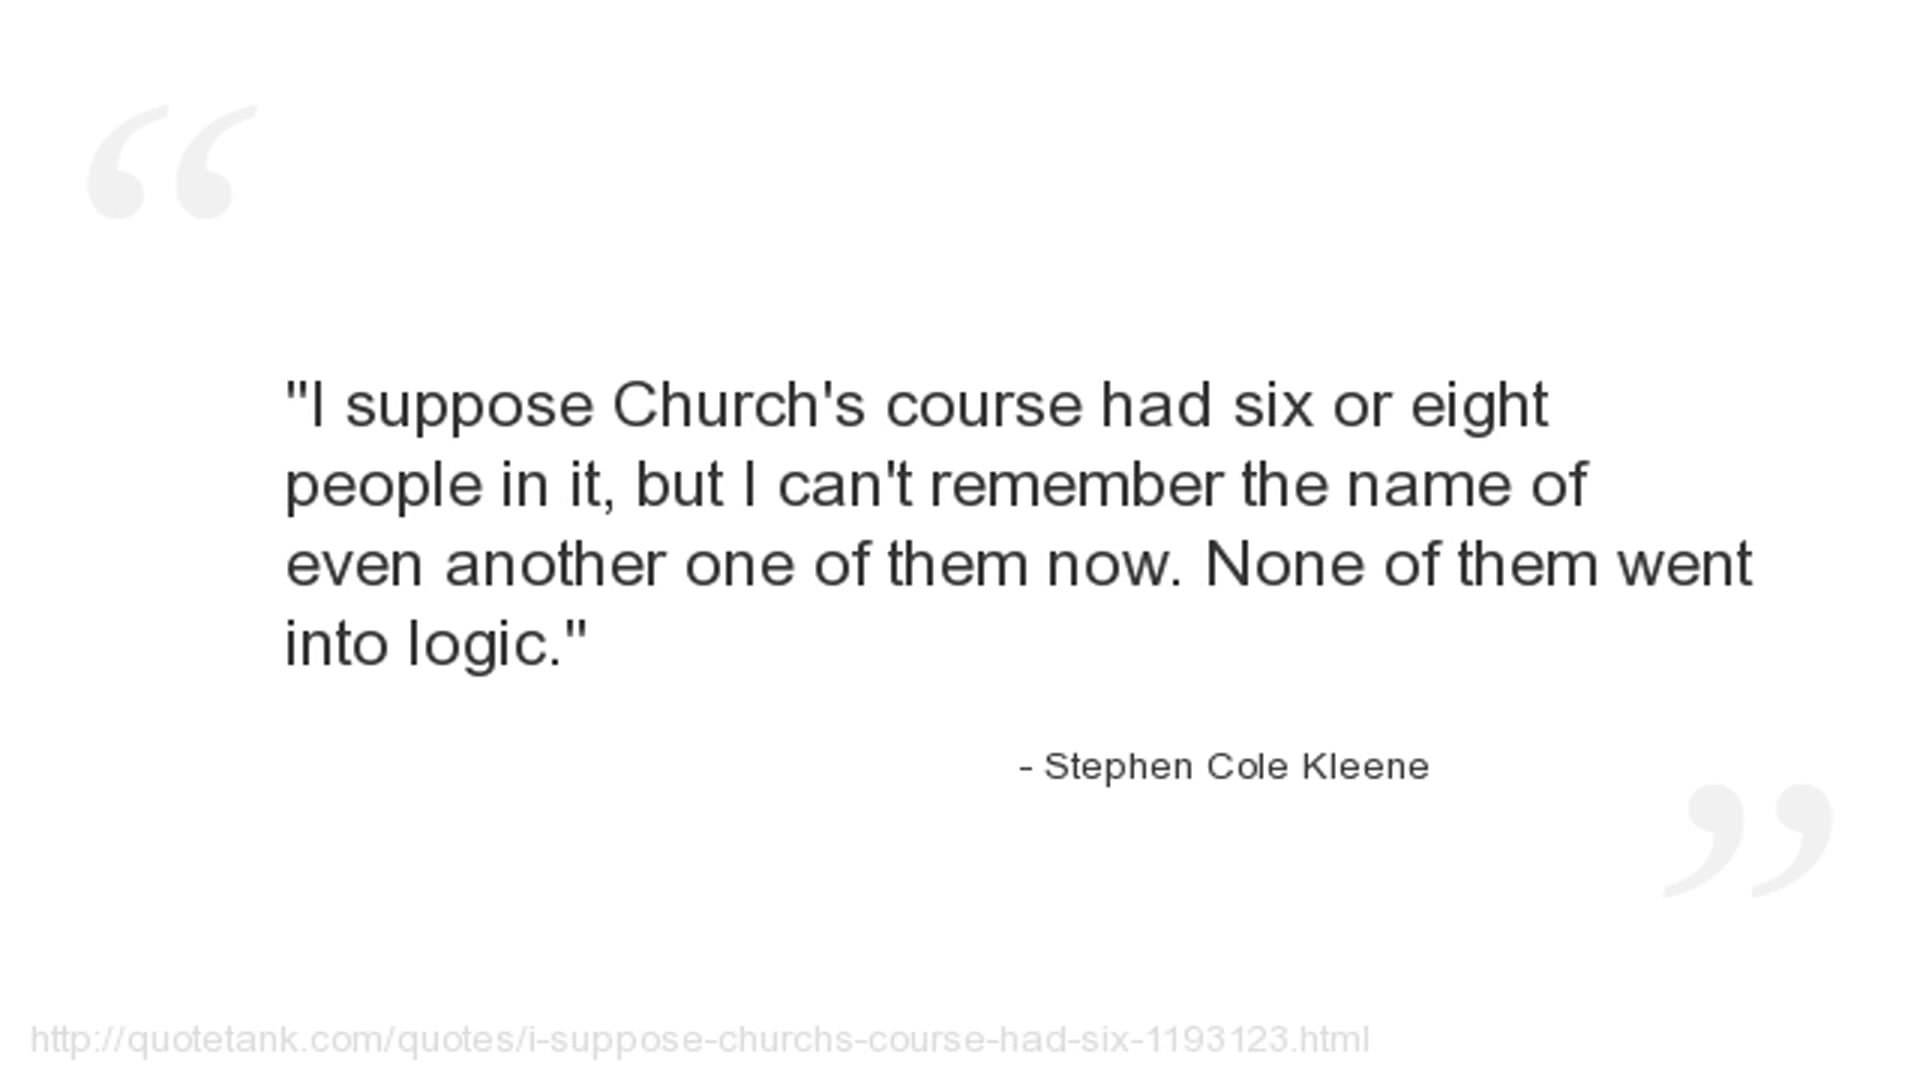 "I suppose Church's course had six or eight
people in it, but I can't remember the name of
even another one of them now. None of them went
into logic."
- Stephen Cole Kleene
http://quotetank.com/quotes/i-suppose-churchs-course-had-six-1193123.html